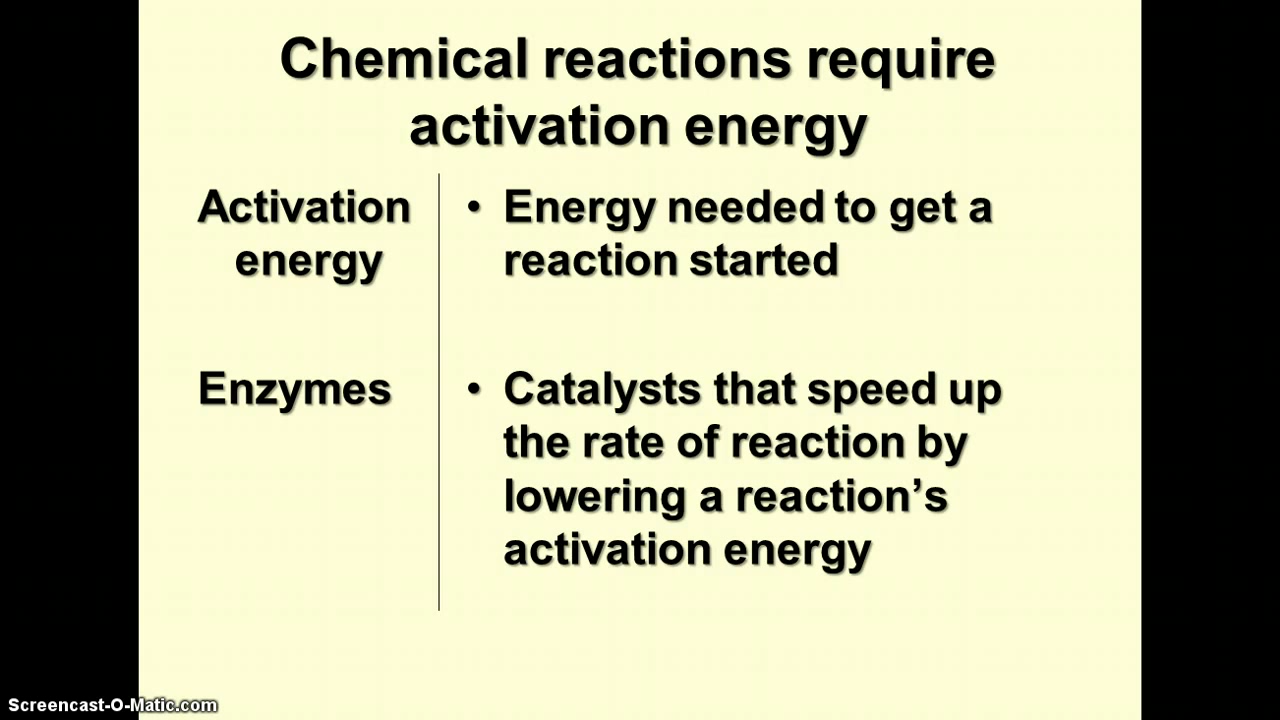 Chemical reactions require
activation energy
Activation
energy
• Energy needed to get a
reaction started
Enzymes
• Catalysts that speed up
the rate of reaction by
lowering a reaction’s
activation energy
Screencast-O-Matic.com